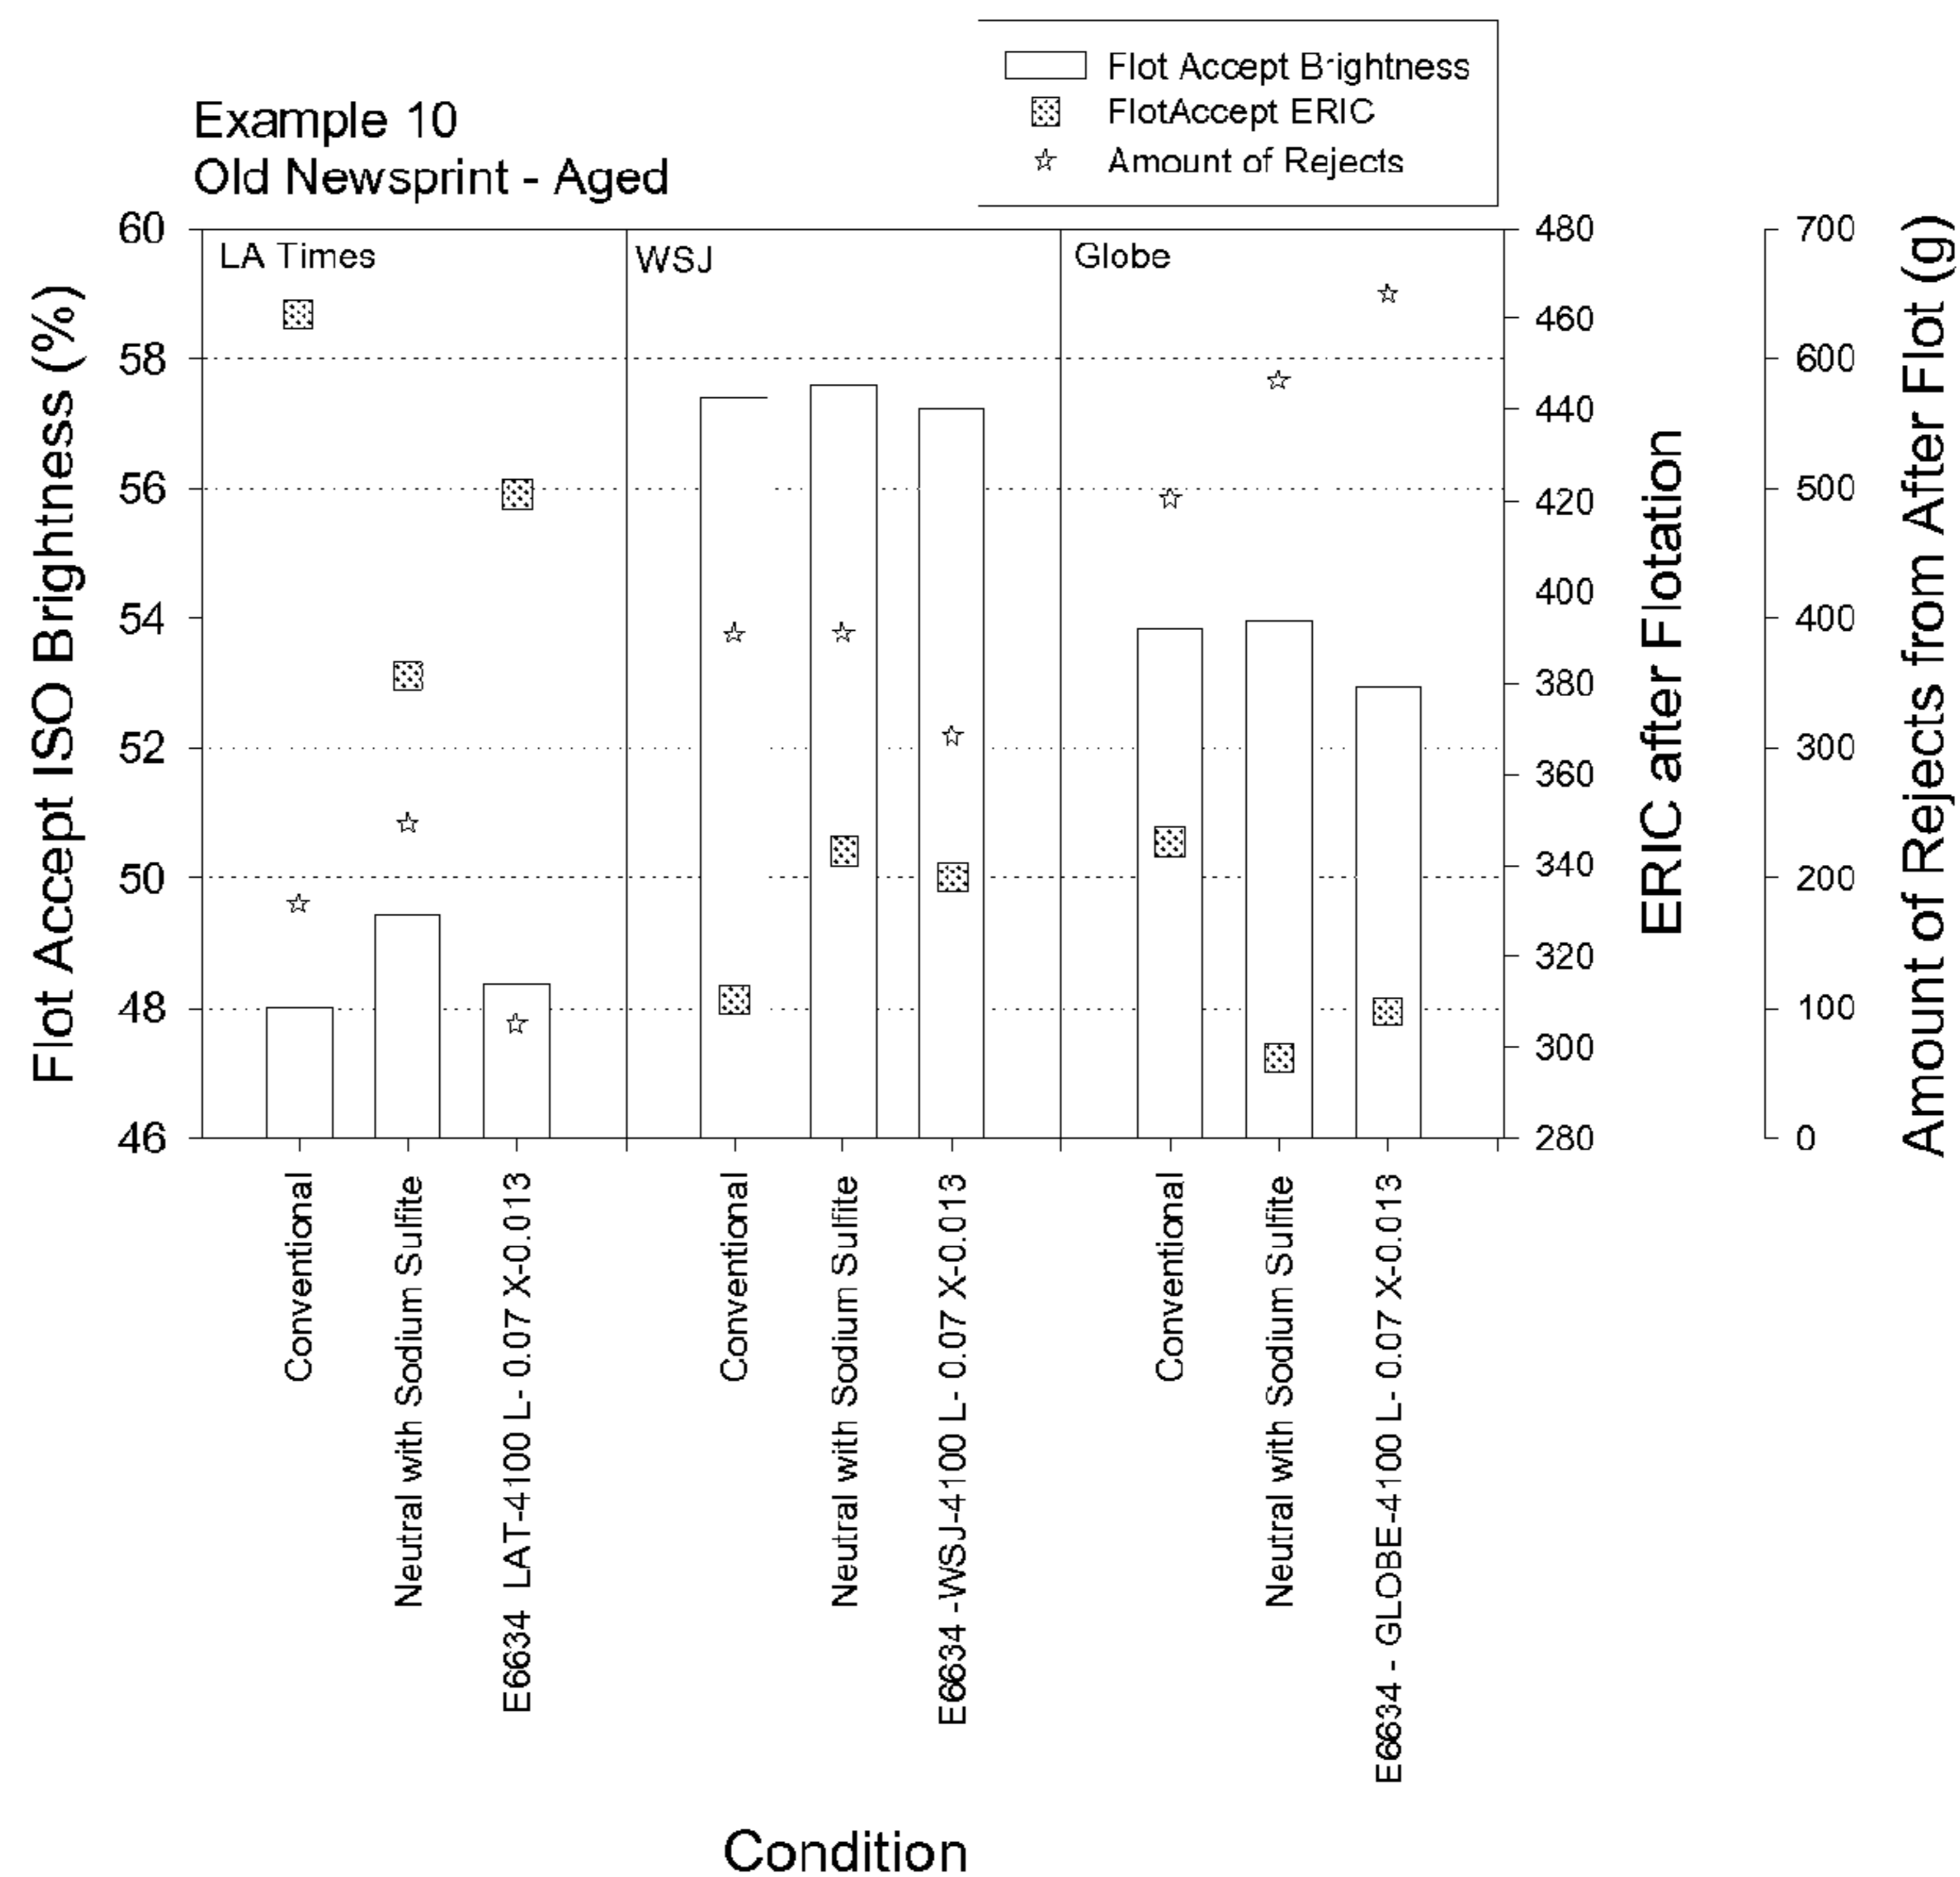 Flot Accept Brightness
FlotAccept ERIC
Amount of Rejects
Example 10
Old Newsprint - Aged
LA Times
WSJ
Globe
Flot Accept ISO Brightness (%)
60
58
56
54
52
50
48
46
480
460
440
420
400
380
360
340
320
300
280
ERIC after Flotation
700
600
500
400
300
200
100
0
Amount of Rejects from After Flot (g)
Conventional
Neutral with Sodium Sulfite
E6634 LAT-4100 L- 0.07 X-0.013
Conventional
Neutral with Sodium Sulfite
E6634 -WSJ-4100 L- 0.07 X-0.013
Conventional
Neutral with Sodium Sulfite
E6634 - GLOBE-4100 L- 0.07 X-0.013
Condition